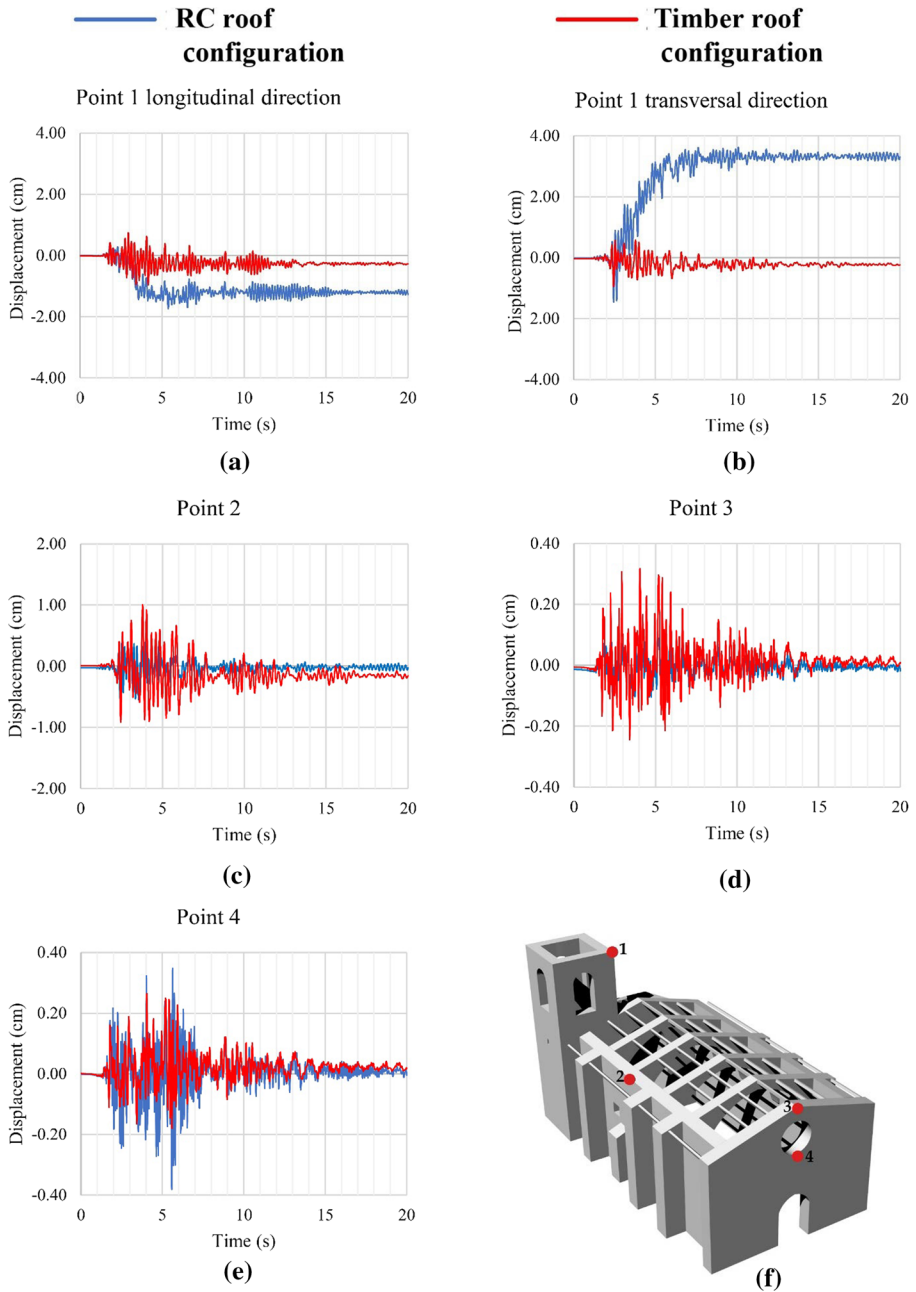 RC roof
configuration
Timber roof
configuration
Point 1 longitudinal direction
4.00
2.00
0.00
-2.00
-4.00
Displacement (cm)
0 5 10 15 20
Time (s)
(a)
Point 1 transversal direction
4.00
2.00
0.00
2.00
-4.00
Displacement (cm)
0 5 10 15 20
Time (s)
(b)
Point 2
2.00
1.00
0.00
-1.00
-2.00
Displacement (cm)
0 5 10 15 20
Time (s)
(c)
Point 3
0.40
0.20
0.00
-0.20
-0.40
Displacement (cm)
0 5 10 15 20
Time (s)
(d)
Point 4
0.40
0.20
0.00
-0.20
-0.40
Displacement (cm)
0 5 10 15 20
Time (s)
(e)
1
2
3
4
(f)